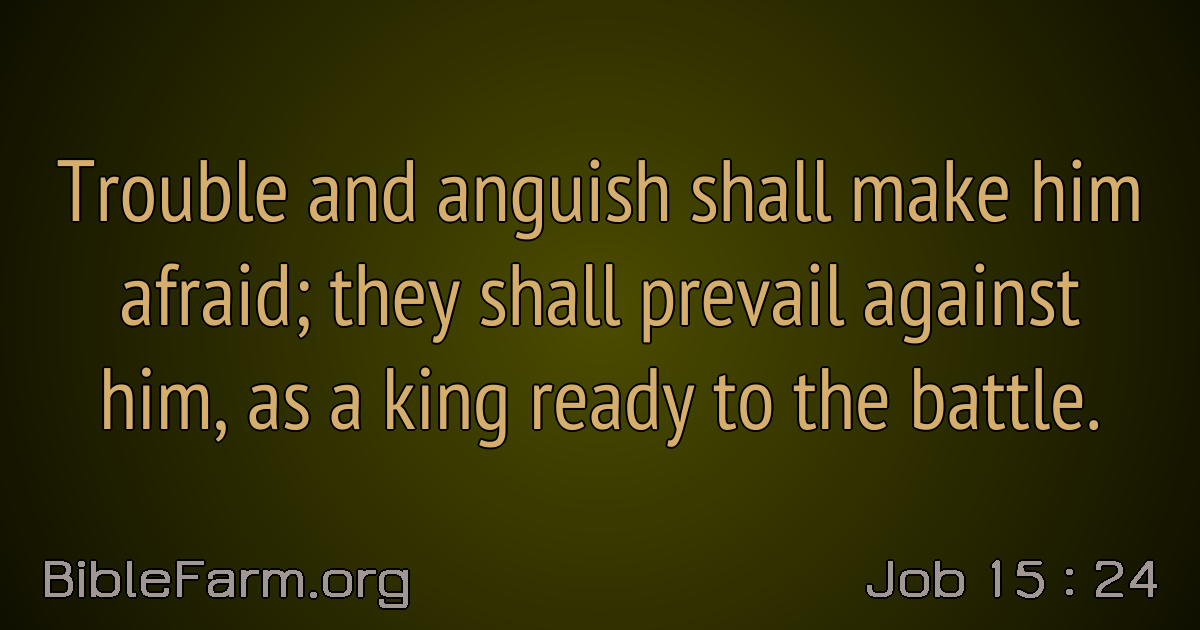 Trouble and anguish shall make him
afraid; they shall prevail against
him, as a king ready to the battle.
BibleFarm.org
Job 15 : 24